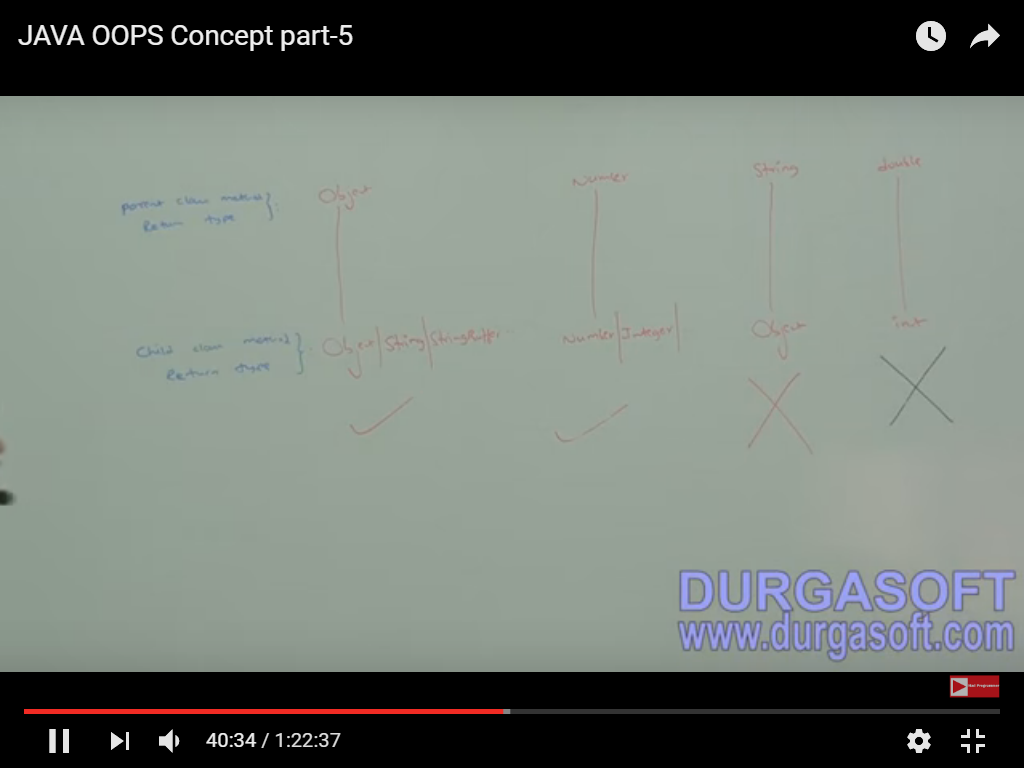 JAVA OOPS Concept part-5
Parent class method }
Return type
Object
Number
String
double
Child class method }
Return type
Object|String|StringBuffer
Number|Integer|
Object
int
DURGASOFT
www.durgasoft.com
40:34 / 1:22:37